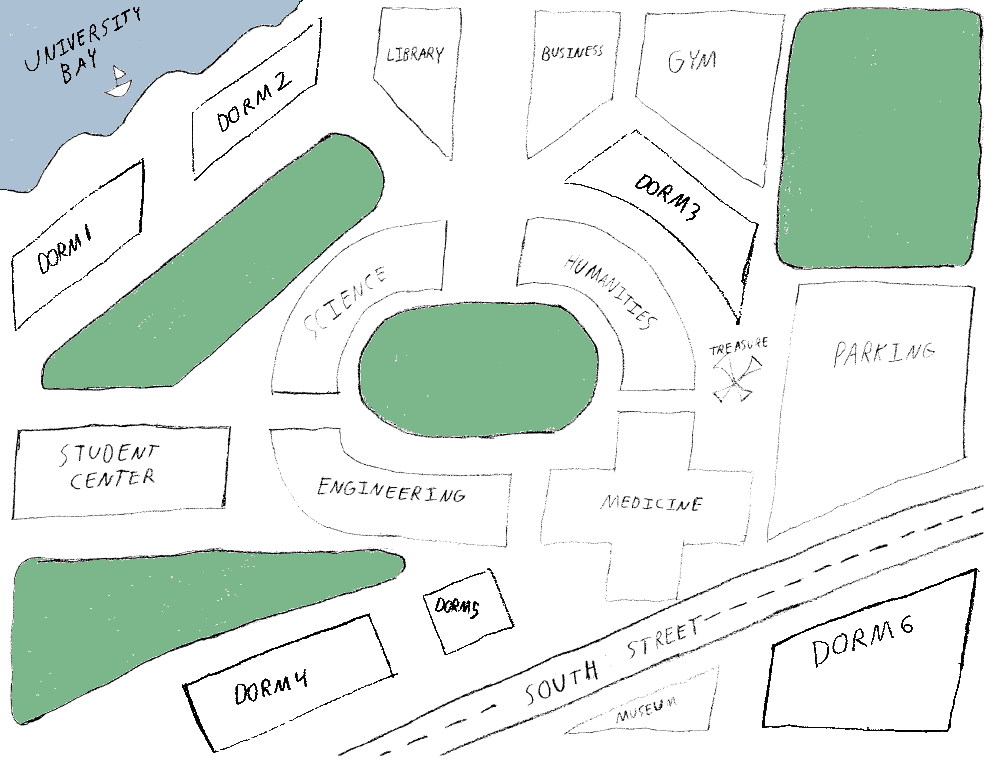 UNIVERSITY
BAY
LIBRARY
BUSINESS
GYM
DORM 2
DORM 1
DORM 3
SCIENCE
HUMANITIES
TREASURE
PARKING
STUDENT
CENTER
ENGINEERING
MEDICINE
DORM 5
DORM 4
SOUTH STREET
DORM 6
MUSEUM